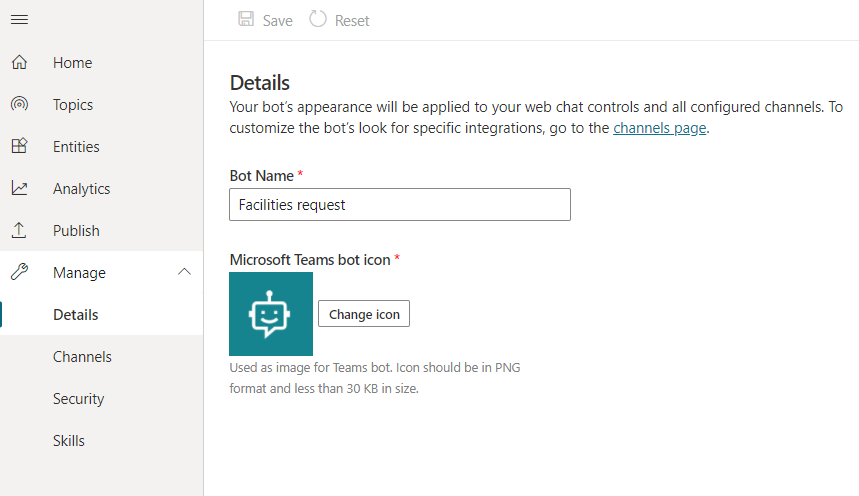 Save Reset
Home
Topics
Entities
Analytics
Publish
Manage
Details
Channels
Security
Skills
Details
Your bot's appearance will be applied to your web chat controls and all configured channels. To
customize the bot's look for specific integrations, go to the channels page.
Bot Name *
Facilities request
Microsoft Teams bot icon *
Change icon
Used as image for Teams bot. Icon should be in PNG
format and less than 30 KB in size.